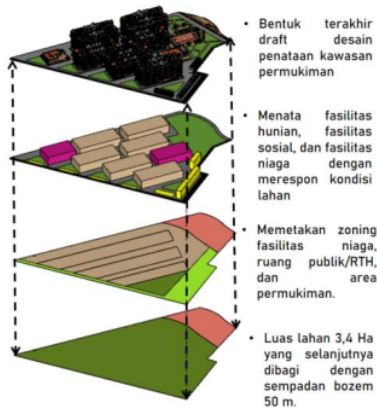 • Bentuk terakhir
draft desain
penataan kawasan
permukiman
• Menata fasilitas
hunian, fasilitas
sosial, dan fasilitas
niaga dengan
merespon kondisi
lahan
• Memetakan zoning
fasilitas niaga,
ruang publik/RTH,
dan area
permukiman.
• Luas lahan 3,4 Ha
yang selanjutnya
dibagi dengan
sempadan bozem
50 m.